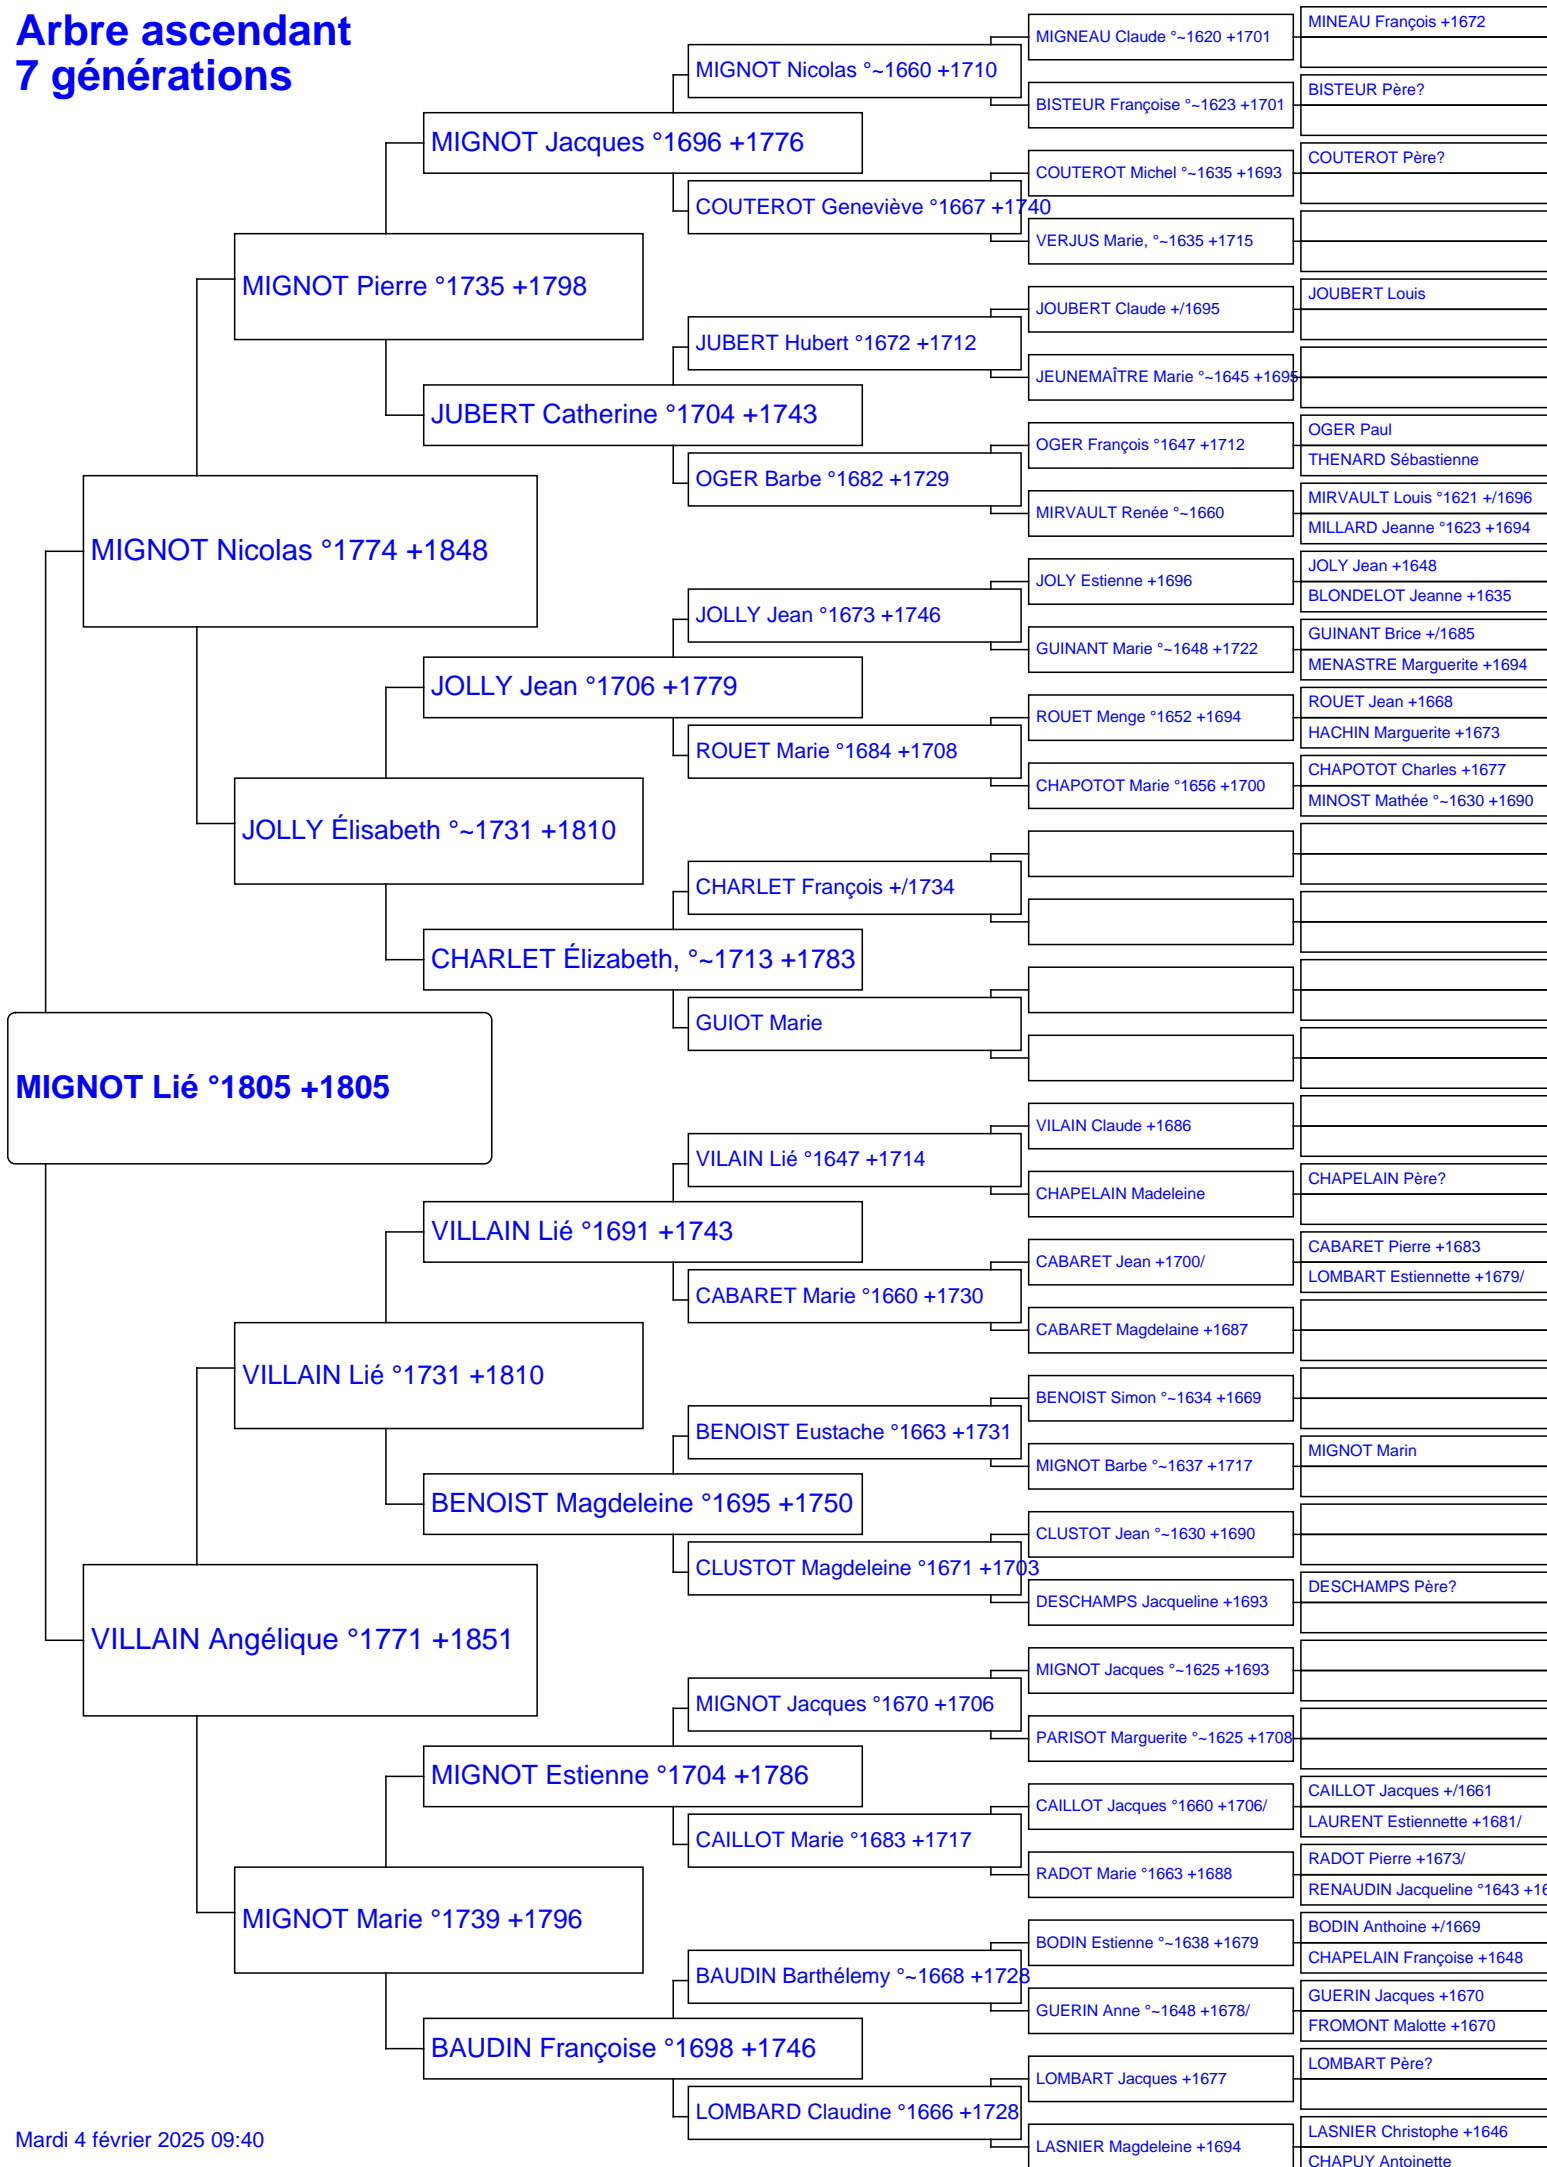 Arbre ascendant
7 générations
MIGNOT Lié °1805 +1805
MIGNOT Nicolas °1774 +1848
VILLAIN Angélique °1771 +1851
MIGNOT Pierre °1735 +1798
JOLLY Élisabeth °~1731 +1810
VILLAIN Lié °1731 +1810
MIGNOT Marie °1739 +1796
MIGNOT Jacques °1696 +1776
JUBERT Catherine °1704 +1743
JOLLY Jean °1706 +1779
CHARLET Élizabeth, °~1713 +1783
VILLAIN Lié °1691 +1743
BENOIST Magdeleine °1695 +1750
MIGNOT Estienne °1704 +1786
BAUDIN Françoise °1698 +1746
MIGNOT Nicolas °~1660 +1710
COUTEROT Geneviève °1667 +1740
JUBERT Hubert °1672 +1712
OGER Barbe °1682 +1729
JOLLY Jean °1673 +1746
ROUET Marie °1684 +1708
CHARLET François +/1734
GUIOT Marie
VILAIN Lié °1647 +1714
CABARET Marie °1660 +1730
BENOIST Eustache °1663 +1731
CLUSTOT Magdeleine °1671 +1703
MIGNOT Jacques °1670 +1706
CAILLOT Marie °1683 +1717
BAUDIN Barthélemy °~1668 +1728
LOMBARD Claudine °1666 +1728
MIGNEAU Claude °~1620 +1701
BISTEUR Françoise °~1623 +1701
COUTEROT Michel °~1635 +1693
VERJUS Marie, °~1635 +1715
JOUBERT Claude +/1695
JEUNEMAÎTRE Marie °~1645 +1695
OGER François °1647 +1712
MIRVAULT Renée °~1660
JOLY Estienne +1696
GUINANT Marie °~1648 +1722
ROUET Menge °1652 +1694
CHAPOTOT Marie °1656 +1700
VILAIN Claude +1686
CHAPELAIN Madeleine
CABARET Jean +1700/
CABARET Magdelaine +1687
BENOIST Simon °~1634 +1669
MIGNOT Barbe °~1637 +1717
CLUSTOT Jean °~1630 +1690
DESCHAMPS Jacqueline +1693
MIGNOT Jacques °~1625 +1693
PARISOT Marguerite °~1625 +1708
CAILLOT Jacques °1660 +1706/
RADOT Marie °1663 +1688
BODIN Estienne °~1638 +1679
GUERIN Anne °~1648 +1678/
LOMBART Jacques +1677
LASNIER Magdeleine +1694
MINEAU François +1672
BISTEUR Père?
COUTEROT Père?
JOUBERT Louis
OGER Paul
THENARD Sébastienne
MIRVAULT Louis °1621 +/1696
MILLARD Jeanne °1623 +1694
JOLY Jean +1648
BLONDELOT Jeanne +1635
GUINANT Brice +/1685
MENASTRE Marguerite +1694
ROUET Jean +1668
HACHIN Marguerite +1673
CHAPOTOT Charles +1677
MINOST Mathée °~1630 +1690
CHAPELAIN Père?
CABARET Pierre +1683
LOMBART Estiennette +1679/
MIGNOT Marin
DESCHAMPS Père?
CAILLOT Jacques +/1661
LAURENT Estiennette +1681/
RADOT Pierre +1673/
RENAUDIN Jacqueline °1643
BODIN Anthoine +/1669
CHAPELAIN Françoise +1648
GUERIN Jacques +1670
FROMONT Malotte +1670
LOMBART Père?
LASNIER Christophe +1646
CHAPUY Antoinette
Mardi 4 février 2025 09:40